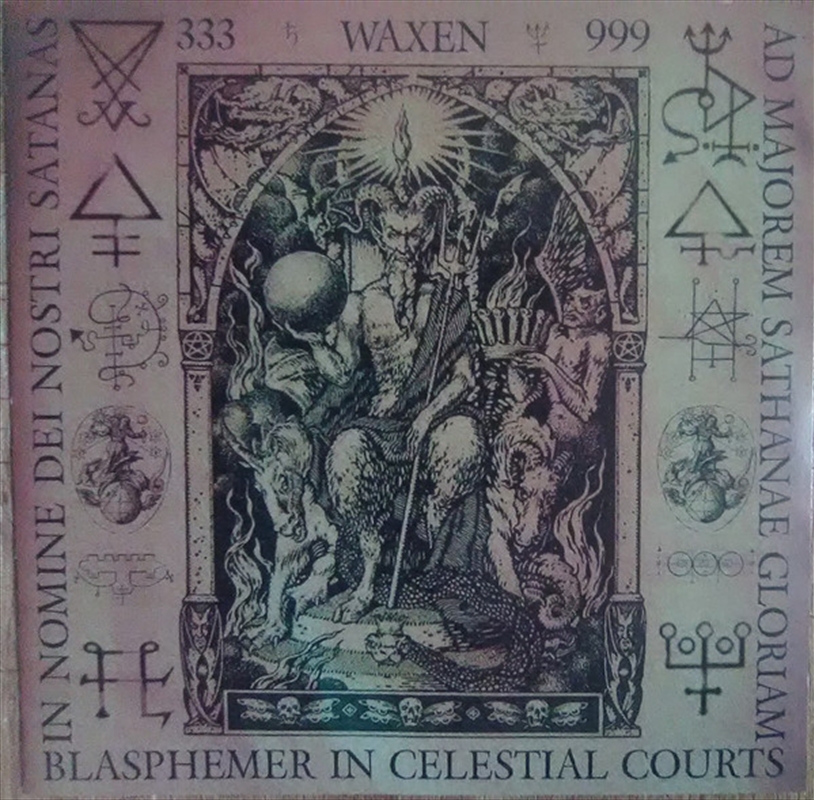 333 WAXEN 999
IN NOMINE DEI NOSTRI SATANAS
AD MAJOREM SATHANAE GLORIAM
BLASPHEMER IN CELESTIAL COURTS